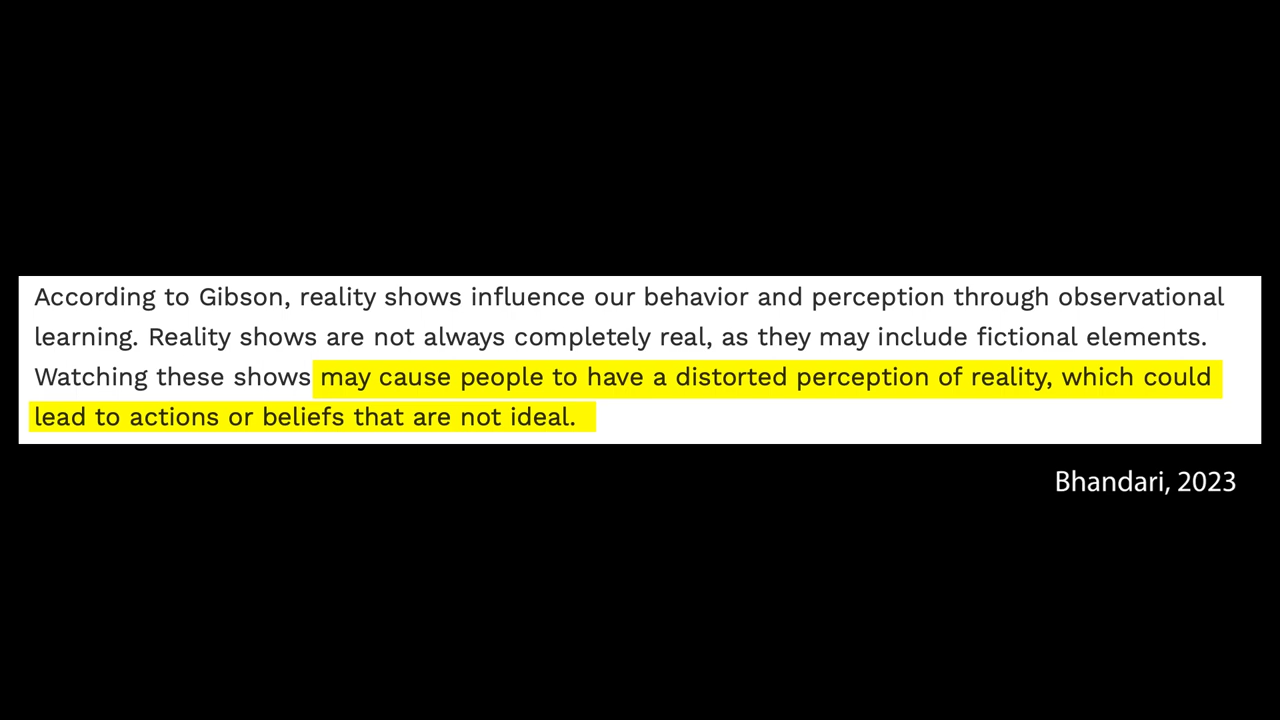 According to Gibson, reality shows influence our behavior and perception through observational
learning. Reality shows are not always completely real, as they may include fictional elements.
Watching these shows may cause people to have a distorted perception of reality, which could
lead to actions or beliefs that are not ideal.
Bhandari, 2023